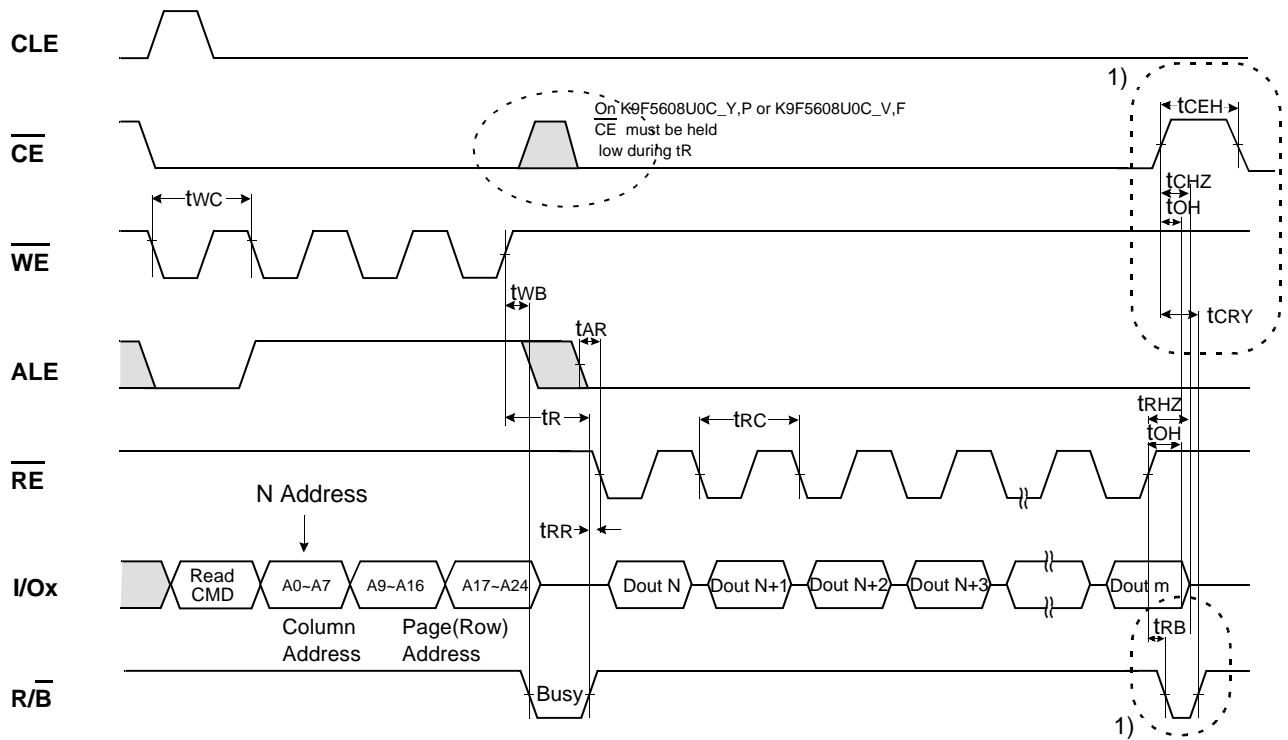 CLE
1)
tCEH
On K9F5608U0C_Y,P or K9F5608U0C_V,F
CE must be held
low during tR
CE
tCHZ
tOH
tWC
WE
tWB
tCRY
tAR
ALE
tR
tRC
tRHZ
tOH
RE
N Address
tRR
I/Ox
Read
CMD
A0~A7
A9~A16
A17~A24
Dout N
Dout N+1
Dout N+2
Dout N+3
Dout m
Column
Address
Page(Row)
Address
tRB
R/B
Busy
1)